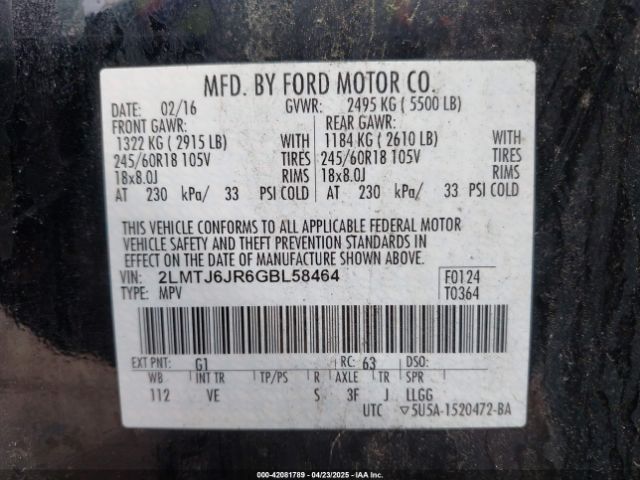 MFD. BY FORD MOTOR CO.
DATE: 02/16 GVWR: 2495 KG ( 5500 LB)
FRONT GAWR: REAR GAWR:
1322 KG ( 2915 LB) WITH 1184 KG ( 2610 LB) WITH
245/60R18 105V TIRES 245/60R18 105V TIRES
18x8.0J RIMS 18x8.0J RIMS
AT 230 kPa/ 33 PSI COLD AT 230 kPa/ 33 PSI COLD
THIS VEHICLE CONFORMS TO ALL APPLICABLE FEDERAL MOTOR
VEHICLE SAFETY AND THEFT PREVENTION STANDARDS IN
EFFECT ON THE DATE OF MANUFACTURE SHOWN ABOVE.
VIN: 2LMTJ6JR6GBL58464 F0124
TYPE: MPV T0364
EXT PNT: G1 RC: 63 DSO:
WB INT TR TP/PS R AXLE TR SPR
112 VE S 3F J LLGG
UTC ▽5U5A-1520472-BA
000-42081789 - 04/23/2025 - IAA, Inc.